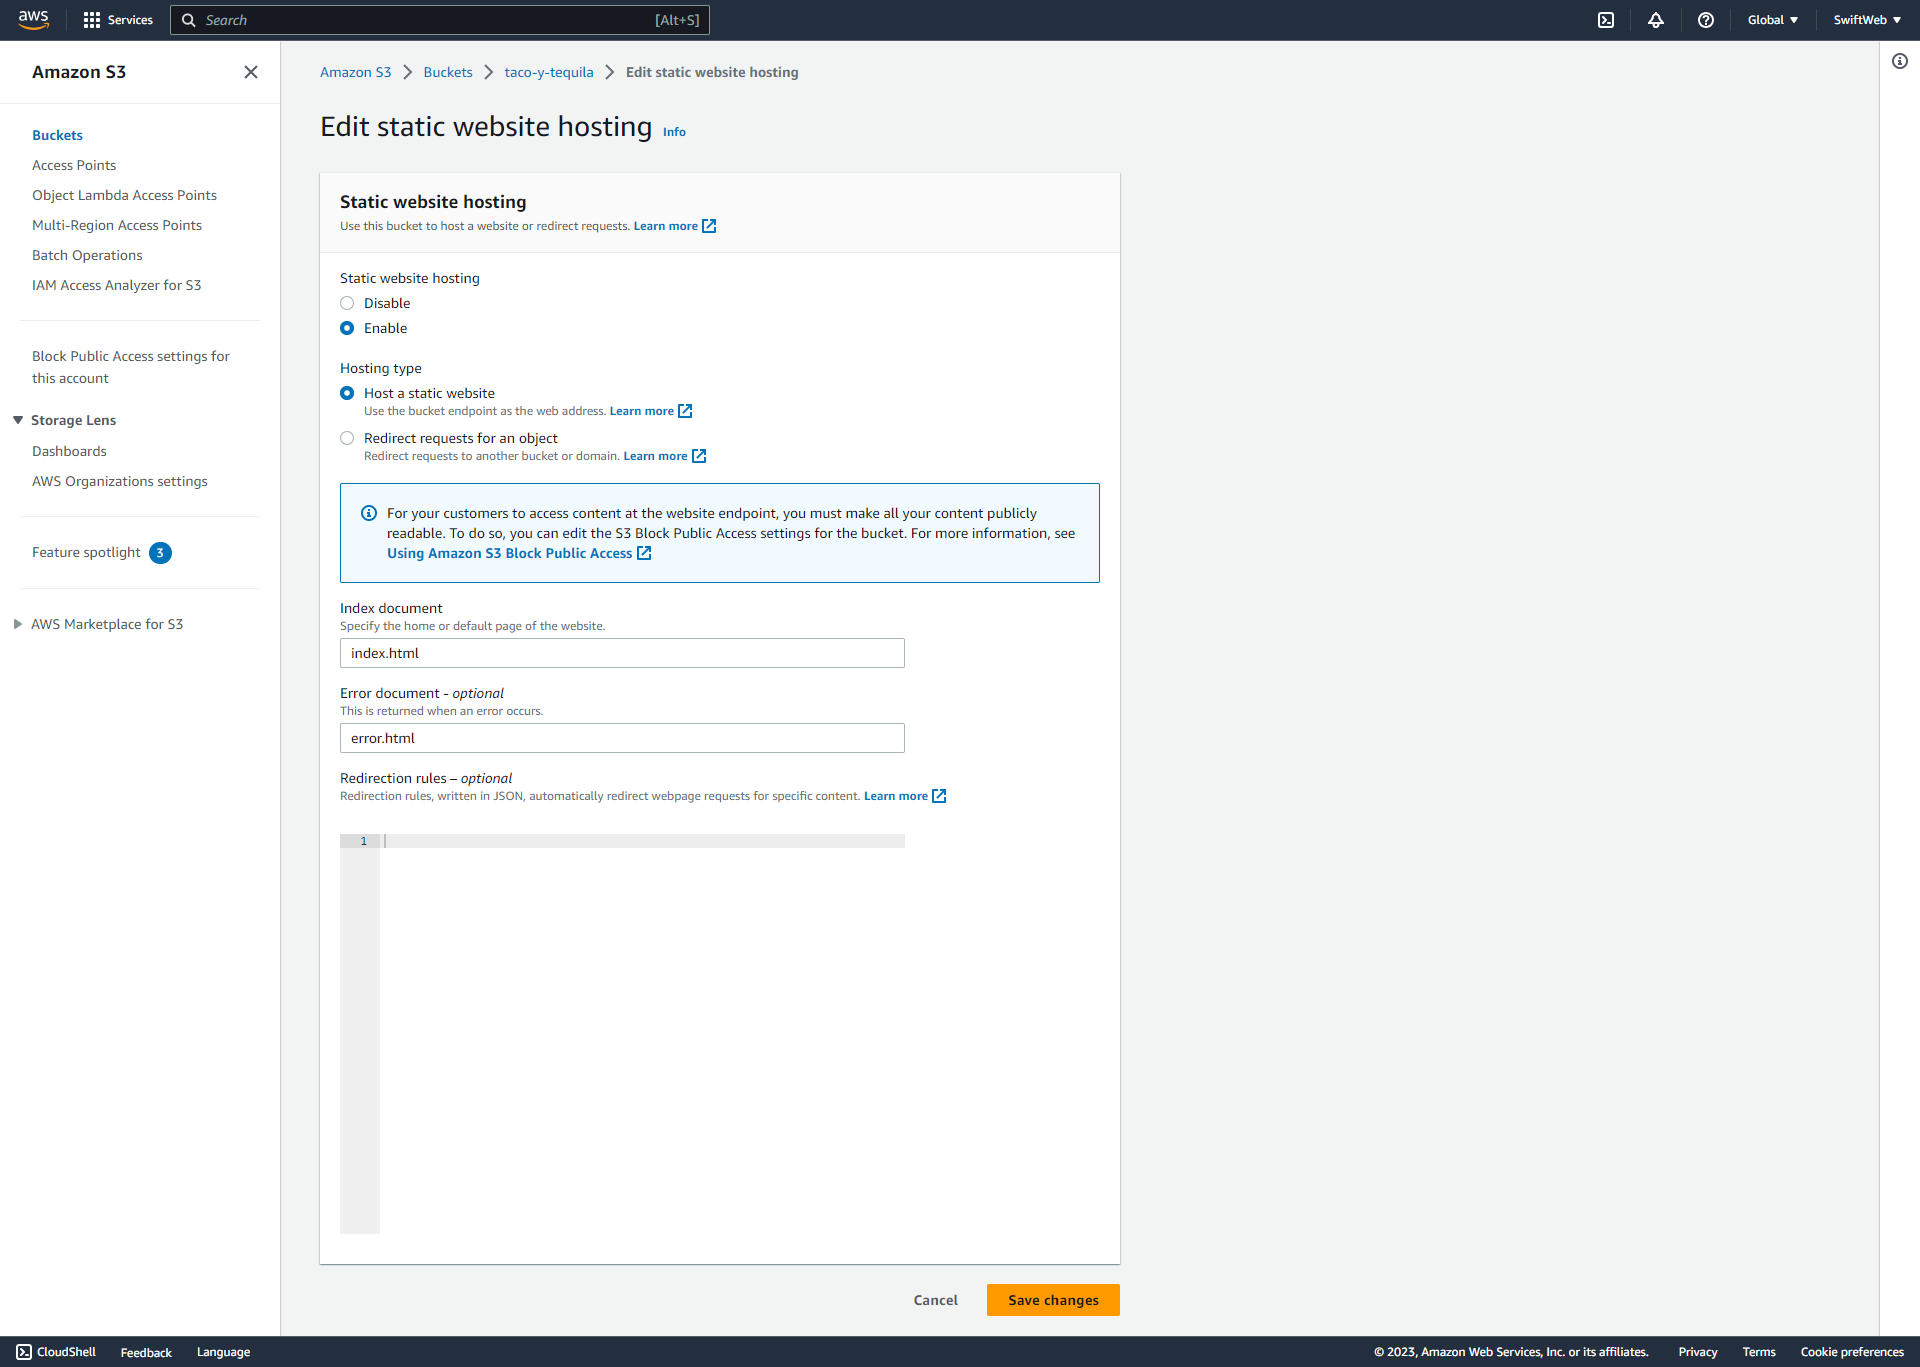 aws
Services
Search
[Alt+S]
Global
SwiftWeb
Amazon S3
Buckets
Access Points
Object Lambda Access Points
Multi-Region Access Points
Batch Operations
IAM Access Analyzer for S3
Block Public Access settings for
this account
Storage Lens
Dashboards
AWS Organizations settings
Feature spotlight 3
AWS Marketplace for S3
Amazon S3 > Buckets > taco-y-tequila > Edit static website hosting
Edit static website hosting Info
Static website hosting
Use this bucket to host a website or redirect requests. Learn more
Static website hosting
Disable
Enable
Hosting type
Host a static website
Use the bucket endpoint as the web address. Learn more
Redirect requests for an object
Redirect requests to another bucket or domain. Learn more
For your customers to access content at the website endpoint, you must make all your content publicly
readable. To do so, you can edit the S3 Block Public Access settings for the bucket. For more information, see
Using Amazon S3 Block Public Access
Index document
Specify the home or default page of the website.
index.html
Error document - optional
This is returned when an error occurs.
error.html
Redirection rules – optional
Redirection rules, written in JSON, automatically redirect webpage requests for specific content. Learn more
1
Cancel
Save changes
CloudShell
Feedback
Language
© 2023, Amazon Web Services, Inc. or its affiliates.
Privacy
Terms
Cookie preferences